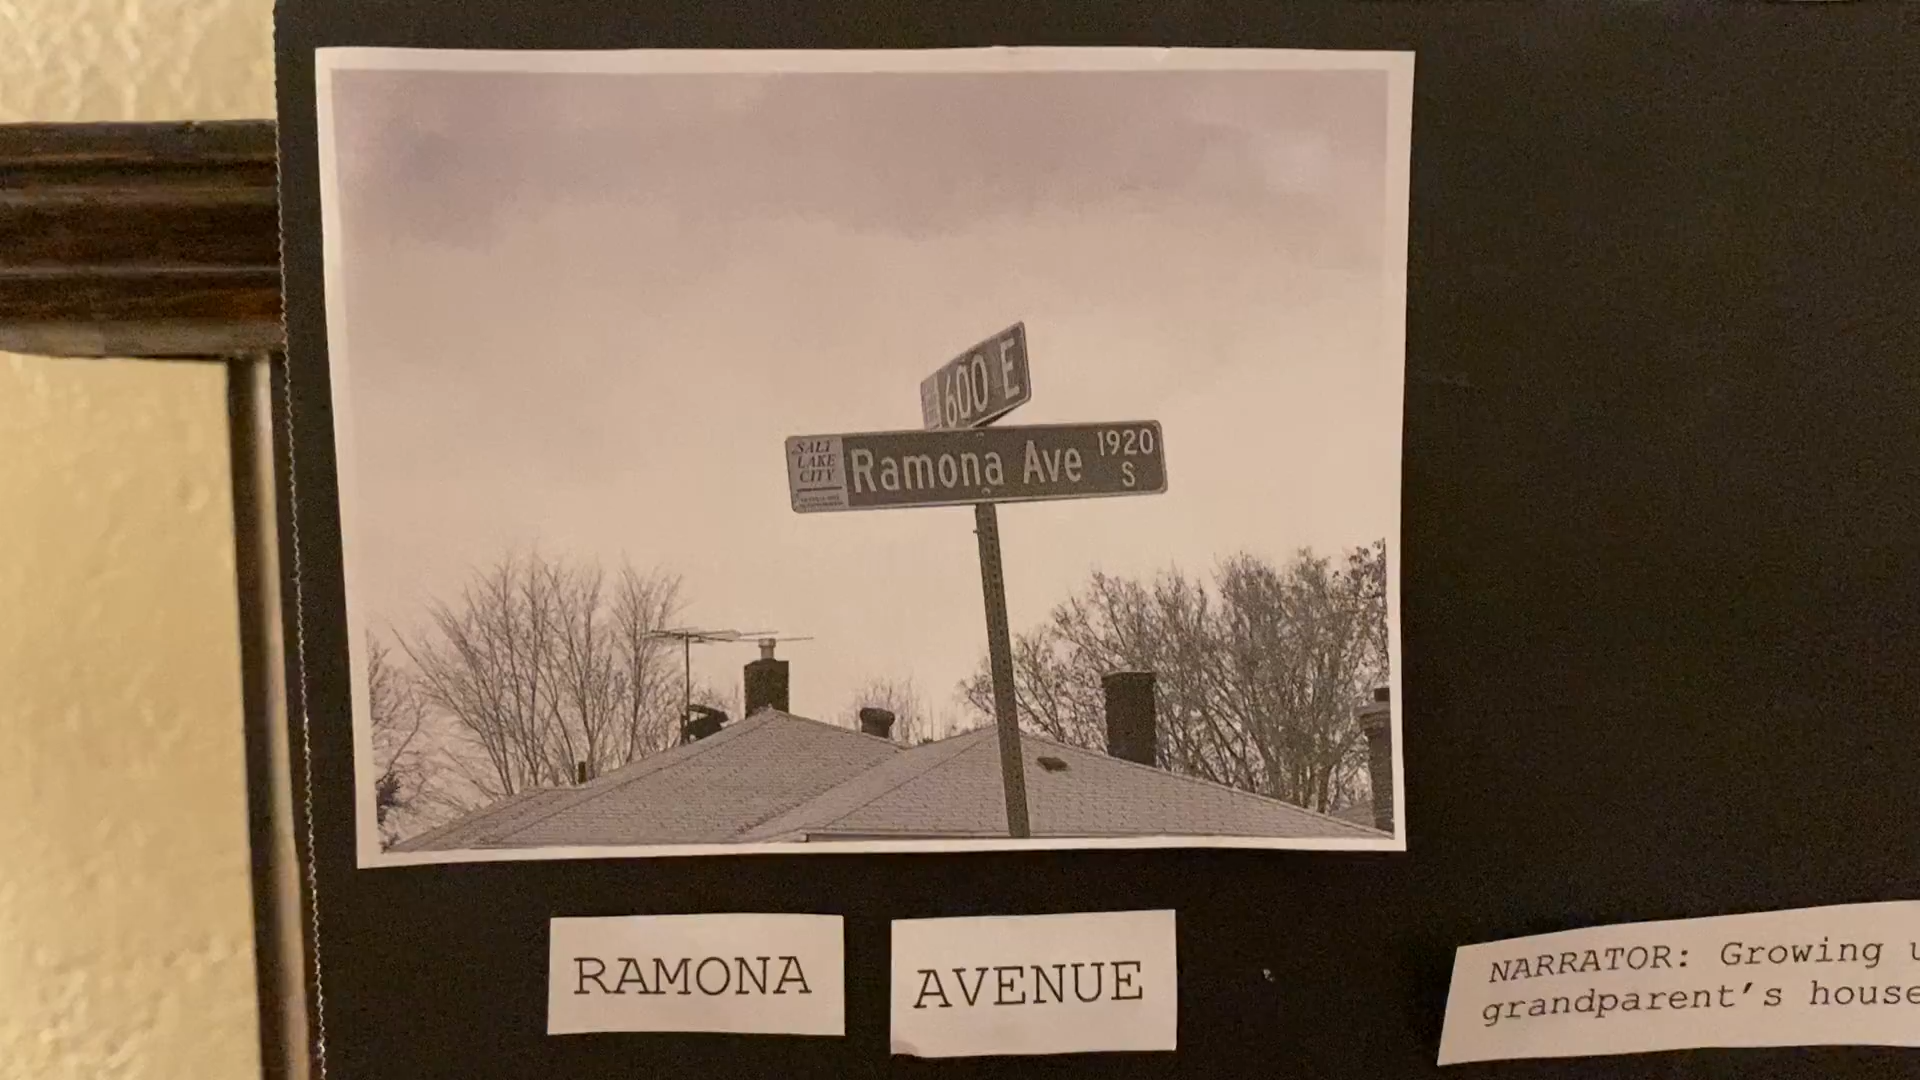 600 E
SALT
LAKE
CITY
Ramona Ave 1920
S
RAMONA AVENUE
NARRATOR: Growing
grandparent's house